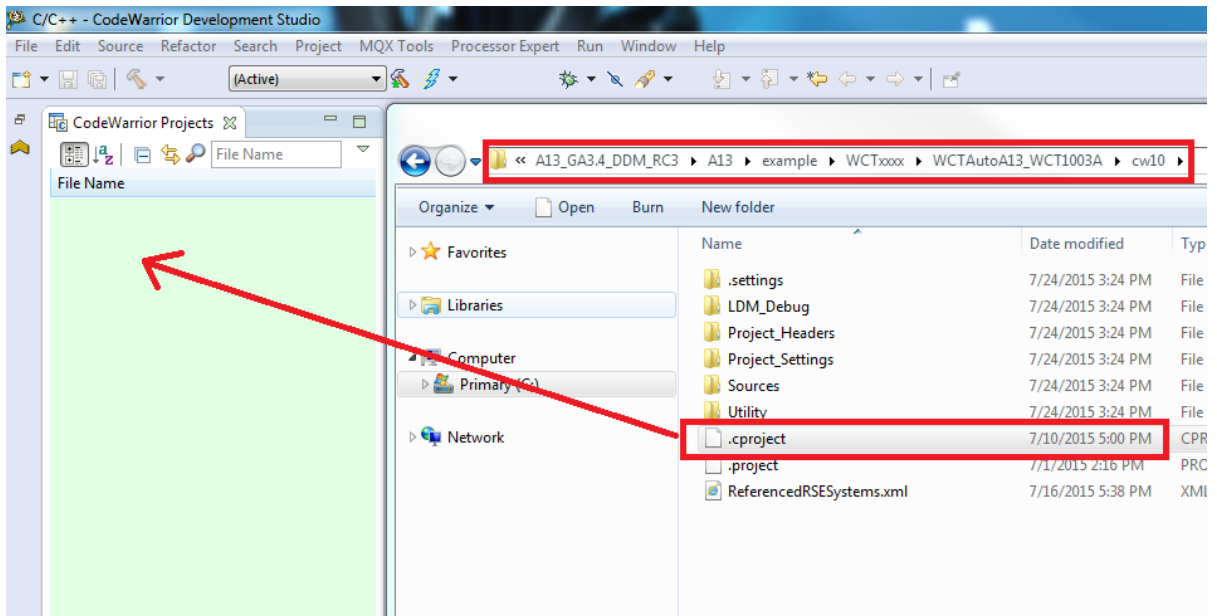 C/C++ - CodeWarrior Development Studio
File Edit Source Refactor Search Project MQX Tools Processor Expert Run Window Help
(Active)
CodeWarrior Projects
File Name
File Name
« A13_GA3.4_DDM_RC3 A13 example WCTxxxx WCTAutoA13_WCT1003A cw10
Organize Open Burn New folder
Favorites
Libraries
Computer
Primary (C:)
Network
Name Date modified Typ
.settings 7/24/2015 3:24 PM File
LDM_Debug 7/24/2015 3:24 PM File
Project_Headers 7/24/2015 3:24 PM File
Project_Settings 7/24/2015 3:24 PM File
Sources 7/24/2015 3:24 PM File
Utility 7/24/2015 3:24 PM File
.cproject 7/10/2015 5:00 PM CPR
.project 7/1/2015 2:16 PM PRO
ReferencedRSESystems.xml 7/16/2015 5:38 PM XML